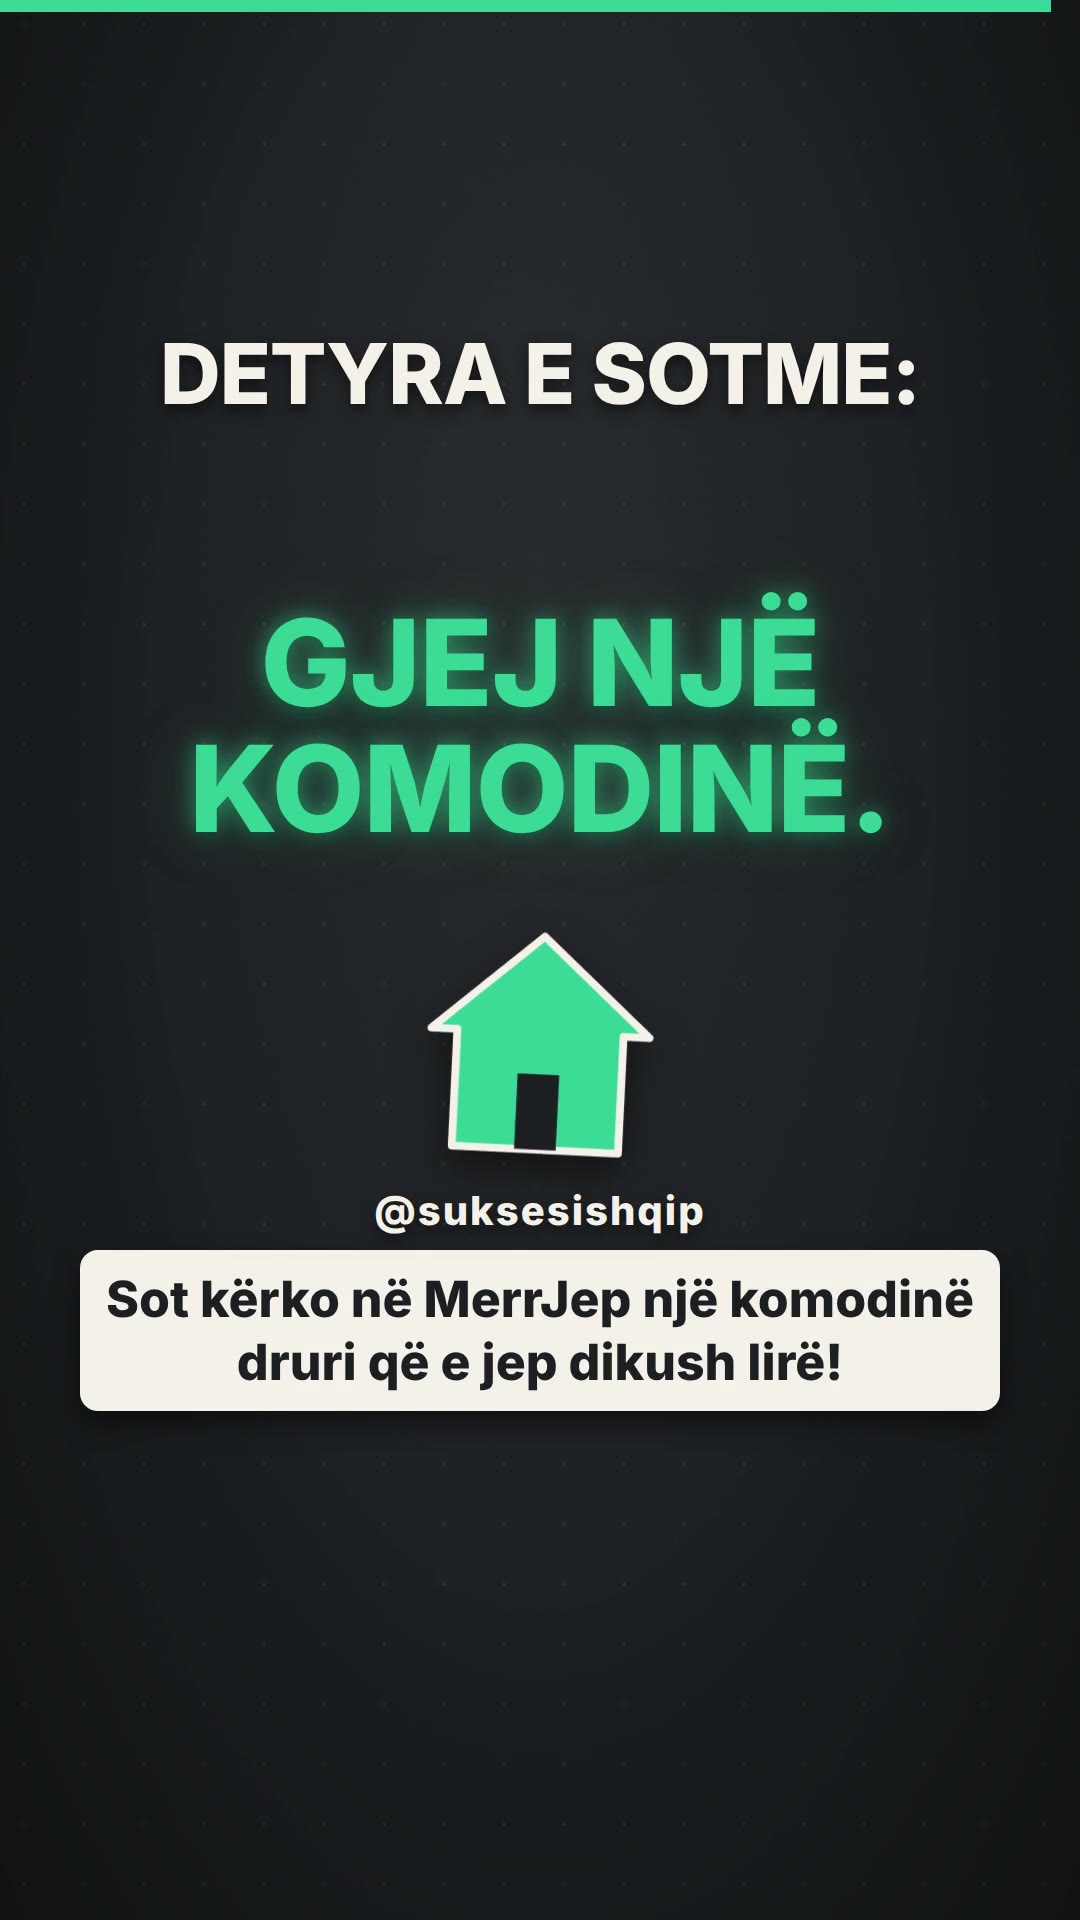 DETYRA E SOTME:
GJEJ NJË
KOMODINË.
@suksesishqip
Sot kërko në MerrJep një komodinë
druri që e jep dikush lirë!